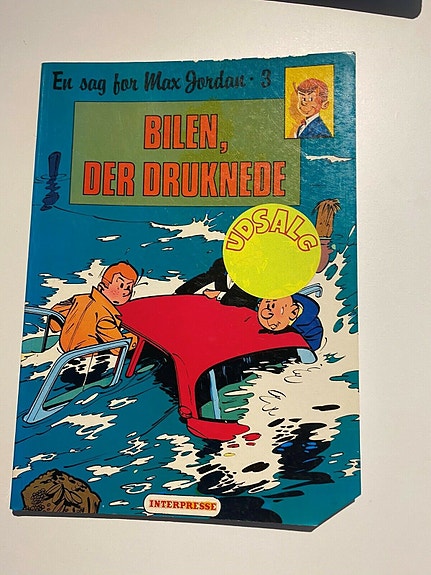 En sag for Max Jordan · 3
BILEN,
DER DRUKNEDE
UDSALG
INTERPRESSE